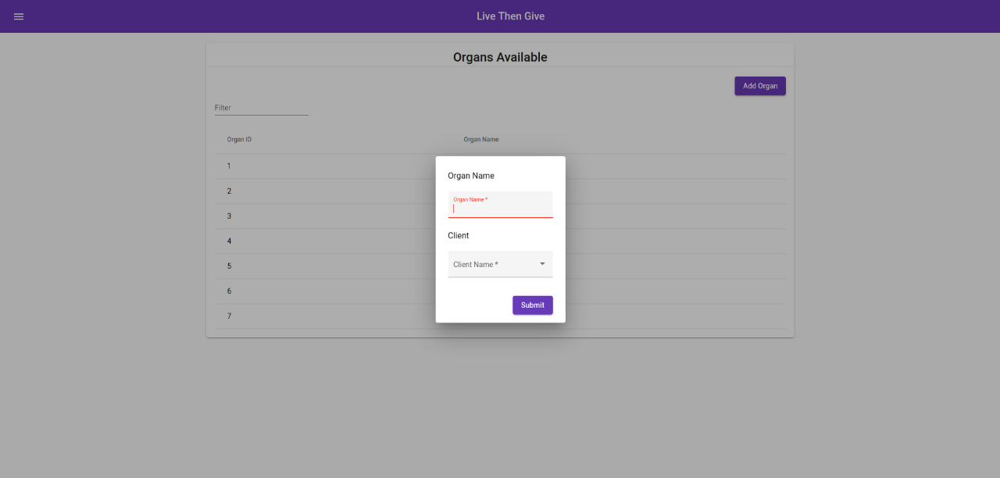 Live Then Give
Organs Available
Add Organ
Filter
Organ ID Organ Name
1
2
3
4
5
6
7
Organ Name
Organ Name *
Client
Client Name *
Submit